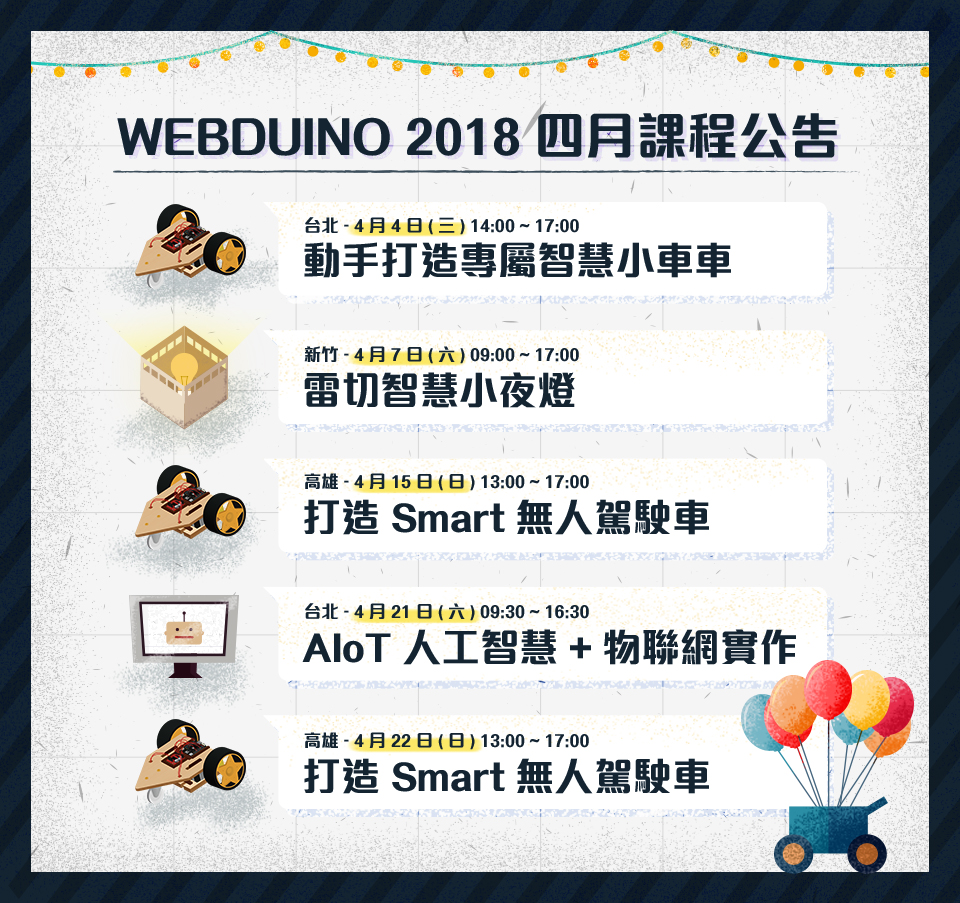 WEBDUINO 2018 四月課程公告
台北 - 4 月 4 日 ( 三 ) 14:00 ~ 17:00
動手打造專屬智慧小車車
新竹 - 4 月 7 日 ( 六 ) 09:00 ~ 17:00
雷切智慧小夜燈
高雄 - 4 月 15 日 ( 日 ) 13:00 ~ 17:00
打造 Smart 無人駕駛車
台北 - 4 月 21 日 ( 六 ) 09:30 ~ 16:30
AIoT 人工智慧 + 物聯網實作
高雄 - 4 月 22 日 ( 日 ) 13:00 ~ 17:00
打造 Smart 無人駕駛車